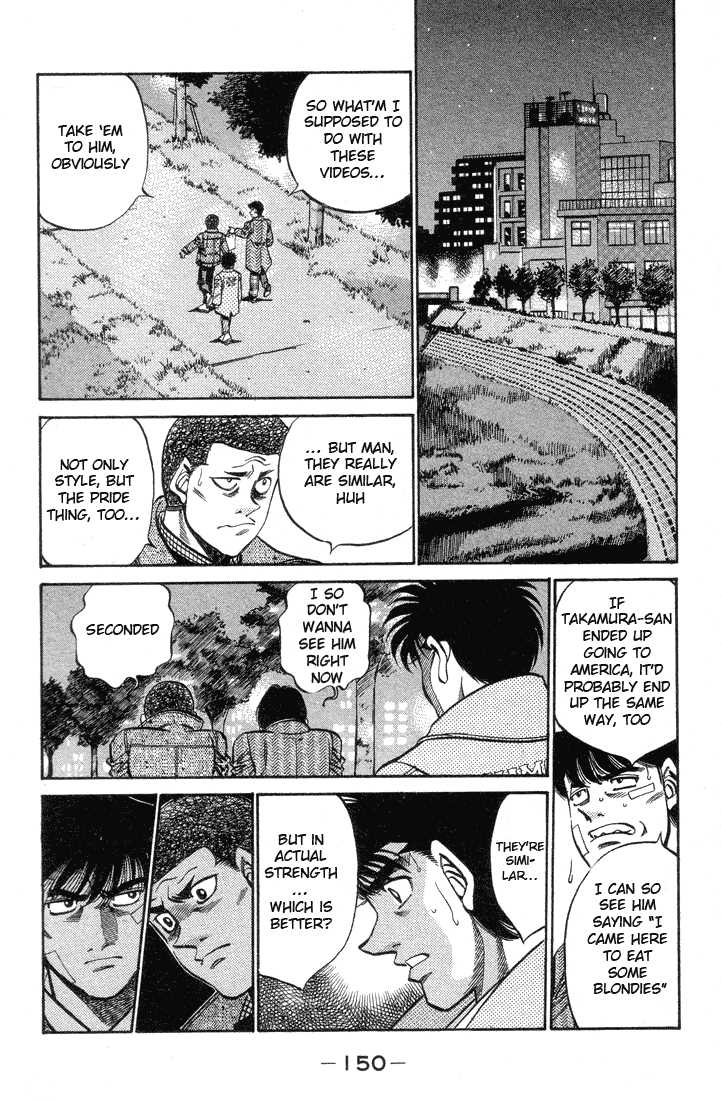 SO WHAT'M I
SUPPOSED TO
DO WITH
THESE
VIDEOS...
TAKE 'EM
TO HIM,
OBVIOUSLY
... BUT MAN,
THEY REALLY
ARE SIMILAR,
HUH
NOT ONLY
STYLE, BUT
THE PRIDE
THING, TOO...
IF
TAKAMURA-SAN
ENDED UP
GOING TO
AMERICA, IT'D
PROBABLY END
UP THE SAME
WAY, TOO
I CAN SO
SEE HIM
SAYING "I
CAME HERE
TO EAT
SOME
BLONDIES"
I SO
DON'T
WANNA
SEE HIM
RIGHT
NOW
SECONDED
THEY'RE
SIMI-
LAR...
BUT IN
ACTUAL
STRENGTH
...
WHICH IS
BETTER?
—150—